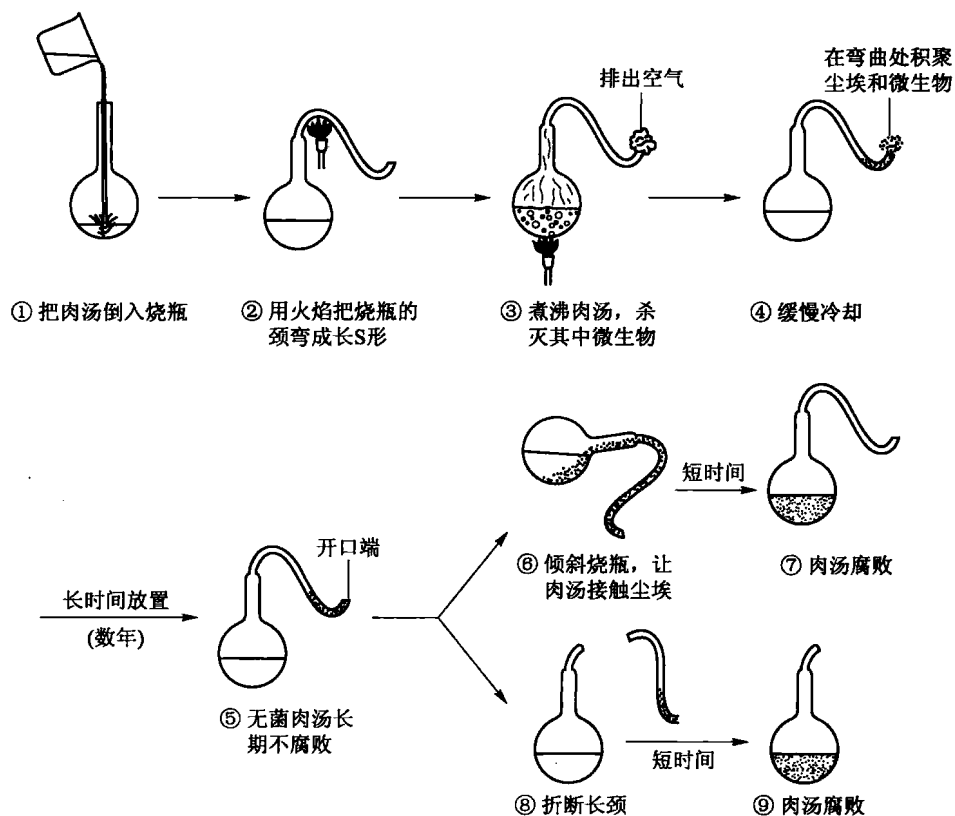 排出空气
在弯曲处积聚
尘埃和微生物
① 把肉汤倒入烧瓶
② 用火焰把烧瓶的
颈弯成长S形
③ 煮沸肉汤，杀
灭其中微生物
④ 缓慢冷却
长时间放置
(数年)
开口端
⑤ 无菌肉汤长
期不腐败
⑥ 倾斜烧瓶，让
肉汤接触尘埃
短时间
⑦ 肉汤腐败
⑧ 折断长颈
短时间
⑨ 肉汤腐败